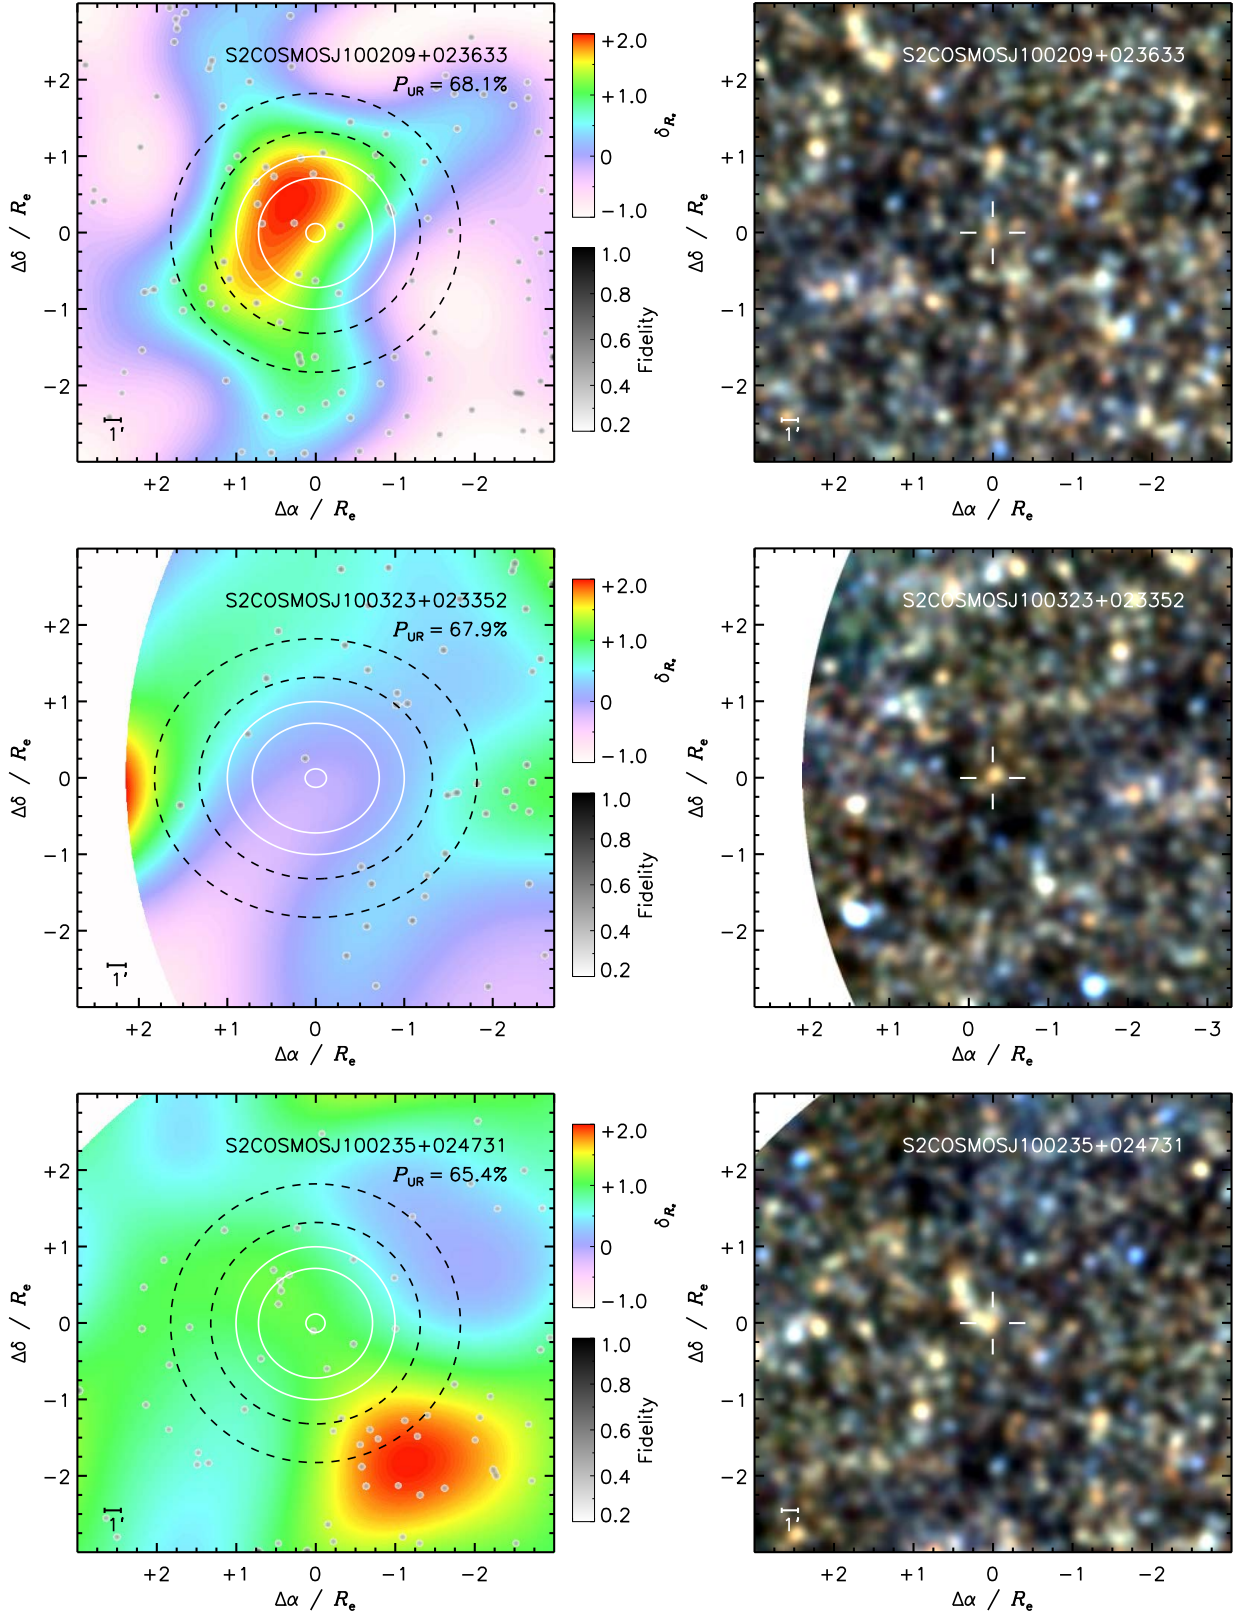 S2COSMOSJ100209+023633
P_UR = 68.1%
+2
+1
0
−1
−2
Δδ / R_e
1′
+2 +1 0 −1 −2
Δα / R_e
+2.0
+1.0
0
−1.0
δ_R*
1.0
0.8
0.6
0.4
0.2
Fidelity
S2COSMOSJ100209+023633
+2
+1
0
−1
−2
Δδ / R_e
1′
+2 +1 0 −1 −2
Δα / R_e
S2COSMOSJ100323+023352
P_UR = 67.9%
+2
+1
0
−1
−2
Δδ / R_e
1′
+2 +1 0 −1 −2
Δα / R_e
+2.0
+1.0
0
−1.0
δ_R*
1.0
0.8
0.6
0.4
0.2
Fidelity
S2COSMOSJ100323+023352
+2
+1
0
−1
−2
Δδ / R_e
+2 +1 0 −1 −2 −3
Δα / R_e
S2COSMOSJ100235+024731
P_UR = 65.4%
+2
+1
0
−1
−2
Δδ / R_e
1′
+2 +1 0 −1 −2
Δα / R_e
+2.0
+1.0
0
−1.0
δ_R*
1.0
0.8
0.6
0.4
0.2
Fidelity
S2COSMOSJ100235+024731
+2
+1
0
−1
−2
Δδ / R_e
1′
+2 +1 0 −1 −2
Δα / R_e